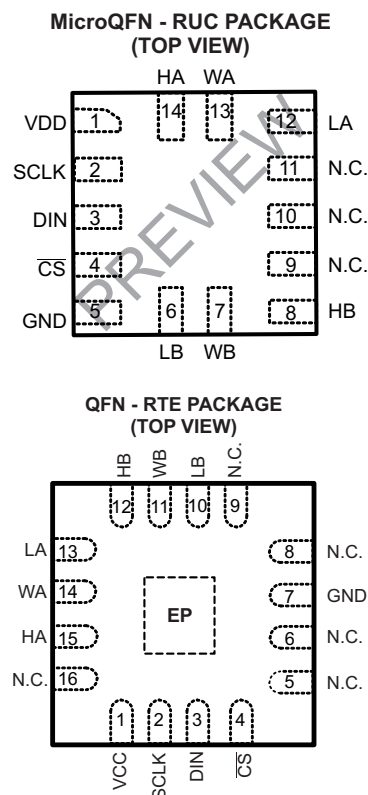 MicroQFN - RUC PACKAGE
(TOP VIEW)
HA WA
14 13
VDD 1 12 LA
SCLK 2 11 N.C.
DIN 3 10 N.C.
CS 4 9 N.C.
GND 5 6 7 8 HB
LB WB
PREVIEW
QFN - RTE PACKAGE
(TOP VIEW)
HB WB LB N.C.
12 11 10 9
LA 13 8 N.C.
WA 14 7 GND
EP
HA 15 6 N.C.
N.C. 16 5 N.C.
1 2 3 4
VCC SCLK DIN CS